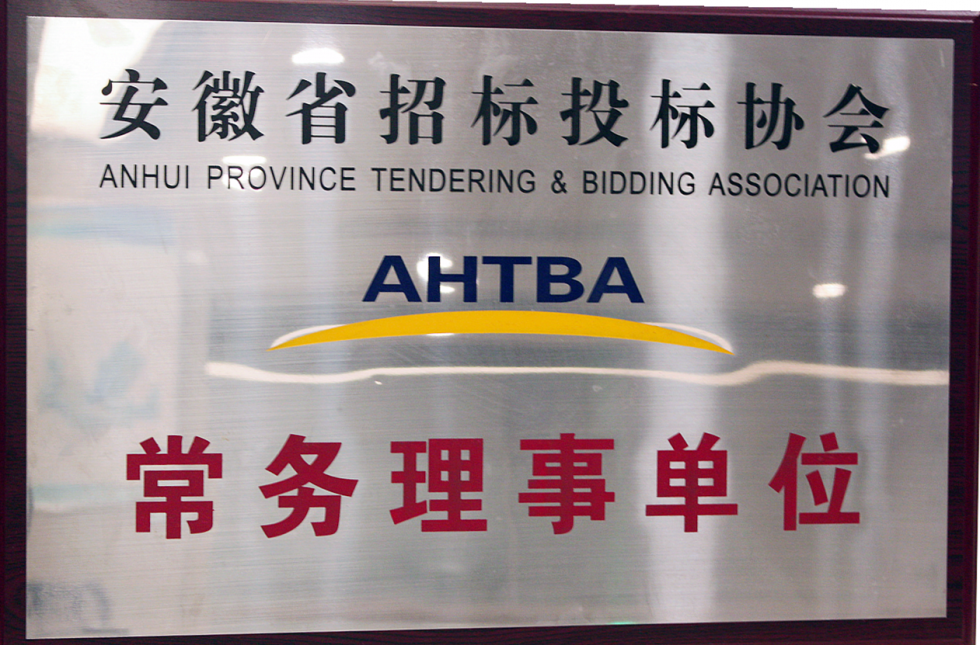 安徽省招标投标协会
ANHUI PROVINCE TENDERING & BIDDING ASSOCIATION
AHTBA
常务理事单位